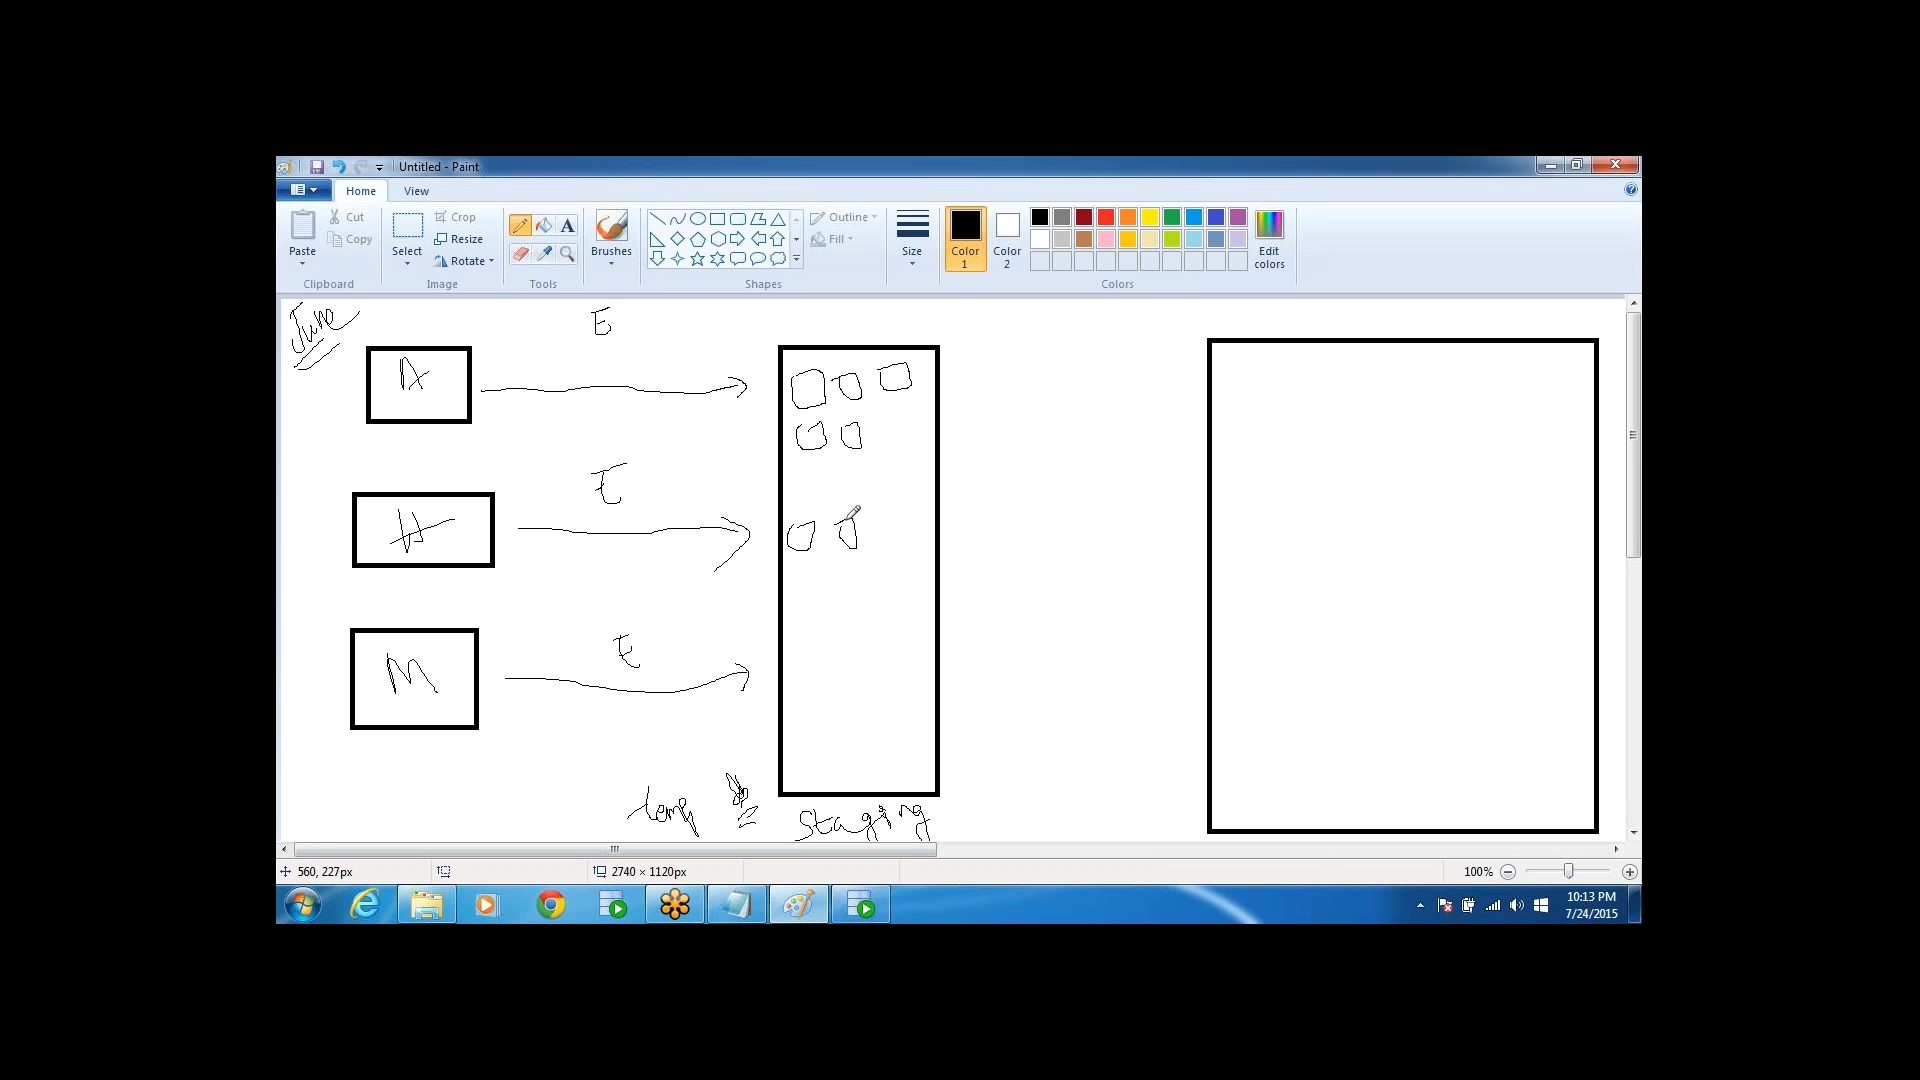 Untitled - Paint
Home
View
Paste
Cut
Copy
Clipboard
Select
Crop
Resize
Rotate
Image
Tools
Brushes
Shapes
Outline
Fill
Size
Color
1
Color
2
Edit
colors
Colors
June
E
A
E
H
E
M
temp
staging
560, 227px
2740 × 1120px
100%
10:13 PM
7/24/2015